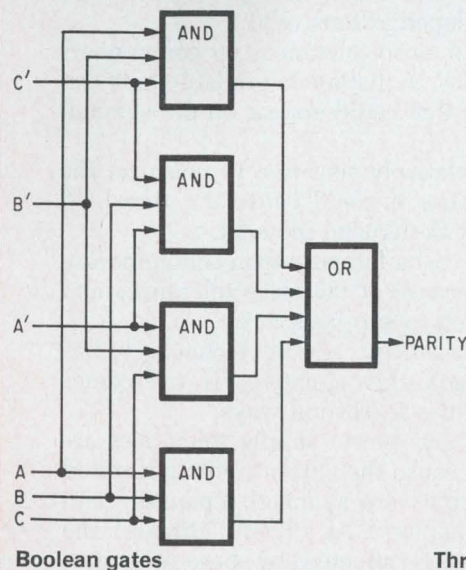 AND
C'
AND
B'
OR
A'
AND
PARITY
AND
A
B
C
Boolean gates
Thr